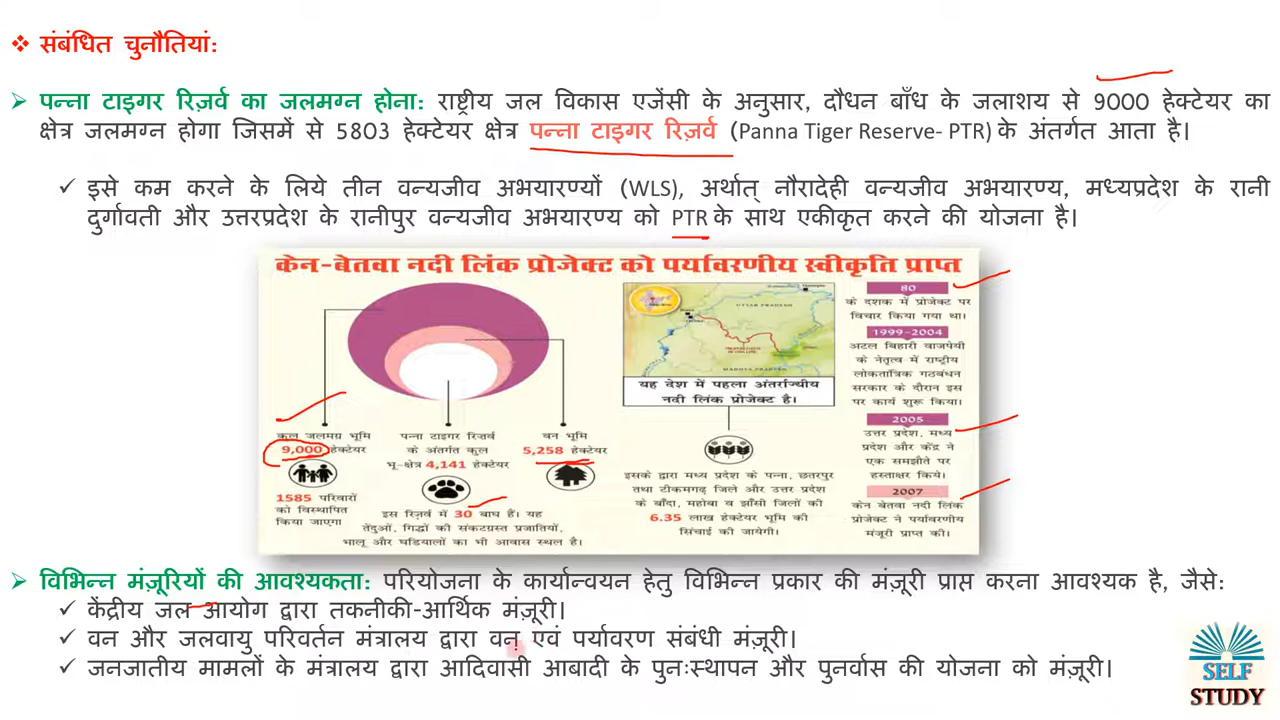 ❖ संबंधित चुनौतियां:
➢ पन्ना टाइगर रिज़र्व का जलमग्न होना: राष्ट्रीय जल विकास एजेंसी के अनुसार, दौधन बाँध के जलाशय से 9000 हेक्टेयर का
क्षेत्र जलमग्न होगा जिसमें से 5803 हेक्टेयर क्षेत्र पन्ना टाइगर रिज़र्व (Panna Tiger Reserve- PTR) के अंतर्गत आता है।
✓ इसे कम करने के लिये तीन वन्यजीव अभयारण्यों (WLS), अर्थात् नौरादेही वन्यजीव अभयारण्य, मध्यप्रदेश के रानी
दुर्गावती और उत्तरप्रदेश के रानीपुर वन्यजीव अभयारण्य को PTR के साथ एकीकृत करने की योजना है।
केन-बेतवा नदी लिंक प्रोजेक्ट को पर्यावरणीय स्वीकृति प्राप्त
कुल जलमग्न भूमि
9,000 हेक्टेयर
1585 परिवारों
को विस्थापित
किया जाएगा
पन्ना टाइगर रिज़र्व
के अंतर्गत कुल
भू-क्षेत्र 4,141 हेक्टेयर
वन भूमि
5,258 हेक्टेयर
इस रिज़र्व में 30 बाघ हैं। यह
तेंदुओं, गिद्धों की संकटग्रस्त प्रजातियों,
भालू और घड़ियालों का भी आवास स्थल है।
UTTAR PRADESH
MADHYA PRADESH
यह देश में पहला अंतर्राज्यीय
नदी लिंक प्रोजेक्ट है।
इसके द्वारा मध्य प्रदेश के पन्ना, छतरपुर
तथा टीकमगढ़ जिले और उत्तर प्रदेश
के बाँदा, महोबा व झाँसी जिलों की
6.35 लाख हेक्टेयर भूमि की
सिंचाई की जायेगी।
80
के दशक में प्रोजेक्ट पर
विचार किया गया था।
1999-2004
अटल बिहारी वाजपेयी
के नेतृत्व में राष्ट्रीय
लोकतांत्रिक गठबंधन
सरकार के दौरान इस
पर कार्य शुरू किया।
2005
उत्तर प्रदेश, मध्य
प्रदेश और केंद्र ने
एक समझौते पर
हस्ताक्षर किये।
2007
केन बेतवा नदी लिंक
प्रोजेक्ट ने पर्यावरणीय
मंजूरी प्राप्त की।
➢ विभिन्न मंज़ूरियों की आवश्यकता: परियोजना के कार्यान्वयन हेतु विभिन्न प्रकार की मंज़ूरी प्राप्त करना आवश्यक है, जैसे:
✓ केंद्रीय जल आयोग द्वारा तकनीकी-आर्थिक मंज़ूरी।
✓ वन और जलवायु परिवर्तन मंत्रालय द्वारा वन एवं पर्यावरण संबंधी मंज़ूरी।
✓ जनजातीय मामलों के मंत्रालय द्वारा आदिवासी आबादी के पुनःस्थापन और पुनर्वास की योजना को मंज़ूरी।
SELF
STUDY